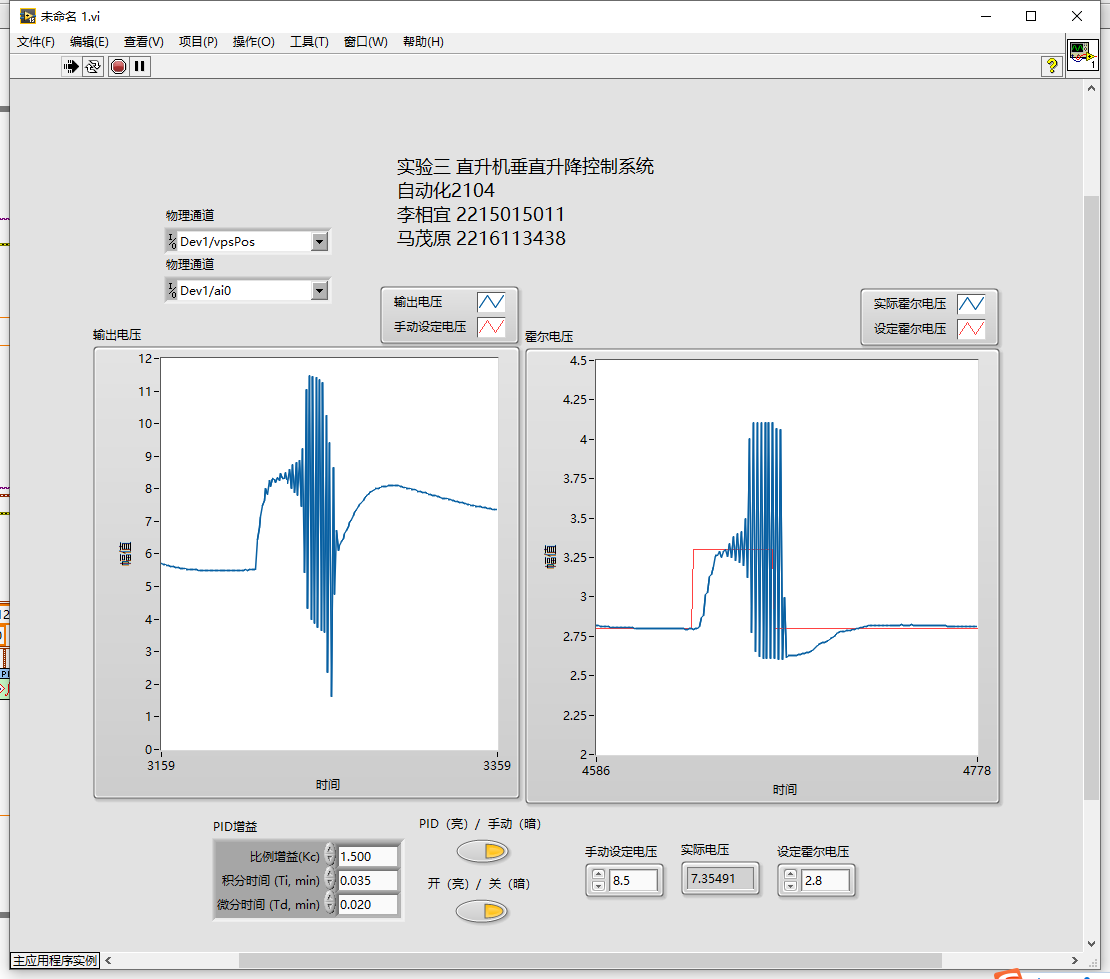 未命名 1.vi
文件(F) 编辑(E) 查看(V) 项目(P) 操作(O) 工具(T) 窗口(W) 帮助(H)
?
1
实验三 直升机垂直升降控制系统
自动化2104
李相宜 2215015011
马茂原 2216113438
物理通道
Dev1/vpsPos
物理通道
Dev1/ai0
输出电压
手动设定电压
输出电压
12
11
10
9
8
7
6
5
4
3
2
1
0
幅值
3159 3359
时间
实际霍尔电压
设定霍尔电压
霍尔电压
4.5
4.25
4
3.75
3.5
3.25
3
2.75
2.5
2.25
2
幅值
4586 4778
时间
PID增益
比例增益(Kc) 1.500
积分时间 (Ti, min) 0.035
微分时间 (Td, min) 0.020
PID（亮）/ 手动（暗）
开（亮）/ 关（暗）
手动设定电压
8.5
实际电压
7.35491
设定霍尔电压
2.8
主应用程序实例